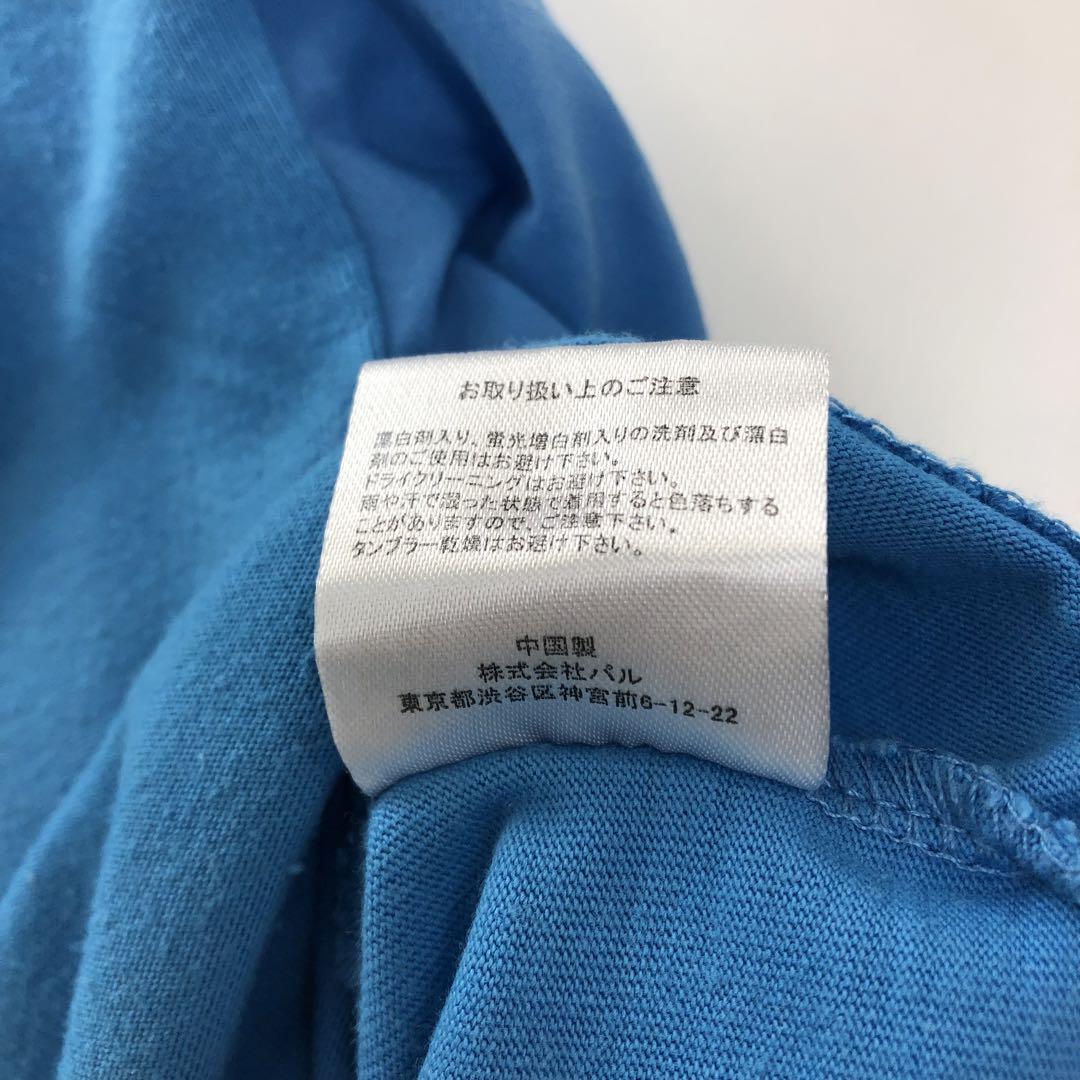 お取り扱い上のご注意
漂白剤入り、蛍光増白剤入りの洗剤及び漂白
剤のご使用はお避け下さい。
ドライクリーニングはお避け下さい。
雨や汗で湿った状態で着用すると色落ちする
ことがありますので、ご注意下さい。
タンブラー乾燥はお避け下さい。
中国製
株式会社パル
東京都渋谷区神宮前6-12-22